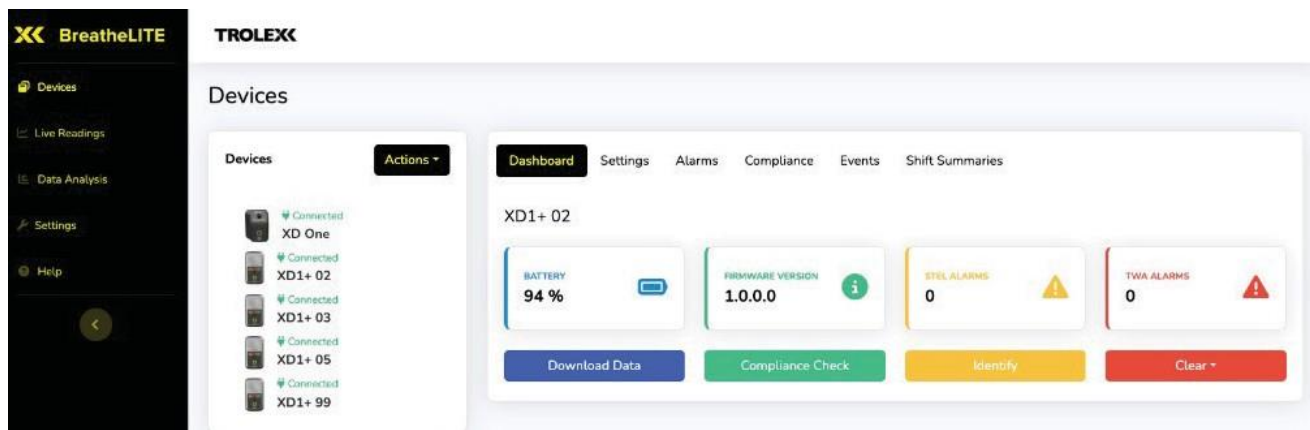 BreatheLITE
Devices
Live Readings
Data Analysis
Settings
Help
TROLEX
Devices
Devices
Actions
Connected
XD One
Connected
XD1+ 02
Connected
XD1+ 03
Connected
XD1+ 05
Connected
XD1+ 99
Dashboard Settings Alarms Compliance Events Shift Summaries
XD1+ 02
BATTERY
94 %
FIRMWARE VERSION
1.0.0.0
STEL ALARMS
0
TWA ALARMS
0
Download Data
Compliance Check
Identify
Clear